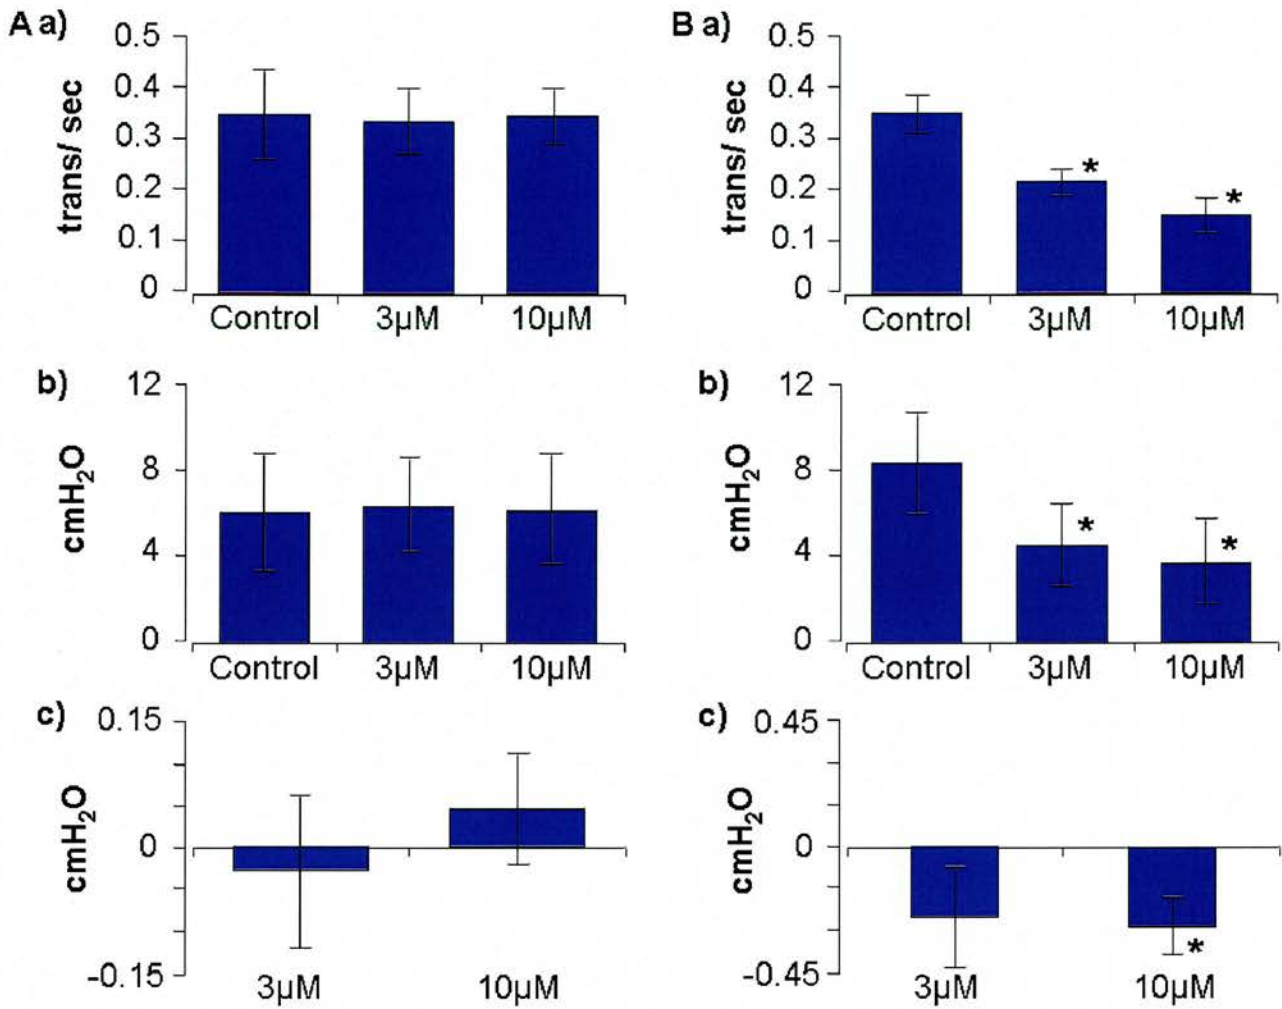 A a)
0.5
0.4
0.3
0.2
0.1
0
trans/ sec
Control 3µM 10µM
b)
12
8
4
0
cmH₂O
Control 3µM 10µM
c)
0.15
0
-0.15
cmH₂O
3µM 10µM
B a)
0.5
0.4
0.3
0.2
0.1
0
trans/ sec
*
*
Control 3µM 10µM
b)
12
8
4
0
cmH₂O
*
*
Control 3µM 10µM
c)
0.45
0
-0.45
cmH₂O
*
3µM 10µM